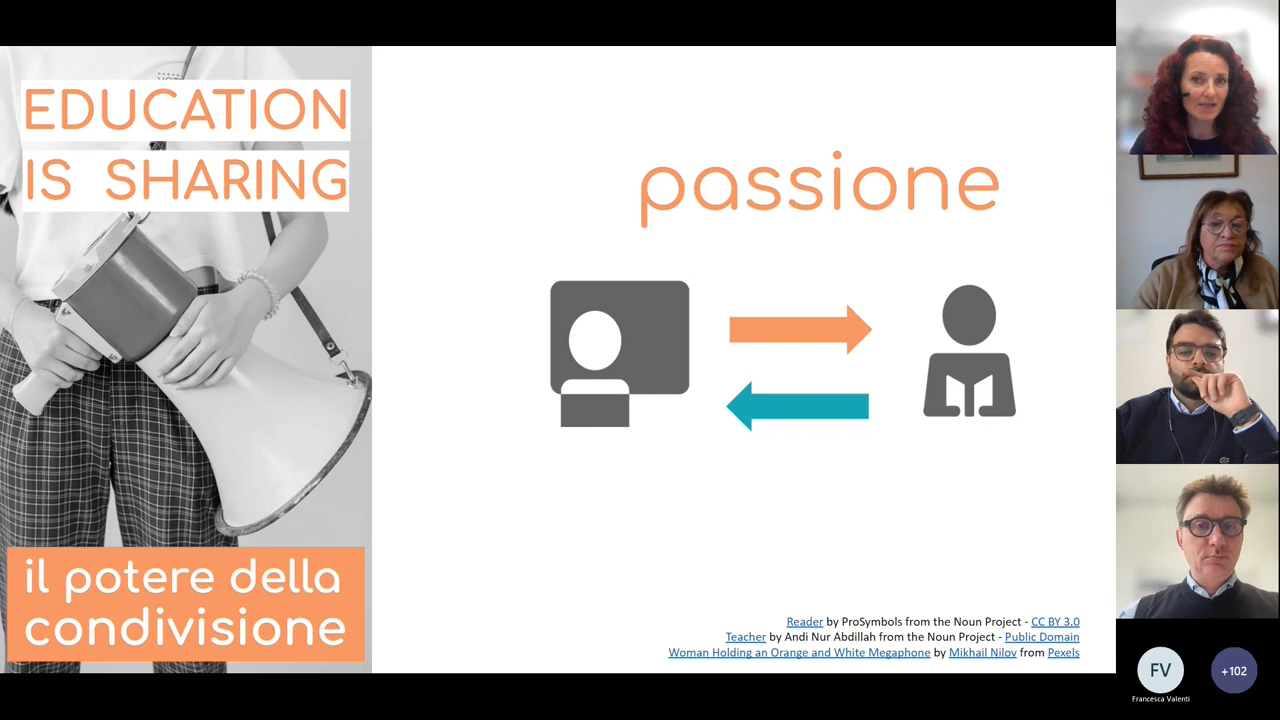 EDUCATION
IS SHARING
il potere della
condivisione
passione
Reader by ProSymbols from the Noun Project - CC BY 3.0
Teacher by Andi Nur Abdillah from the Noun Project - Public Domain
Woman Holding an Orange and White Megaphone by Mikhail Nilov from Pexels
FV
Francesca Valenti
+102